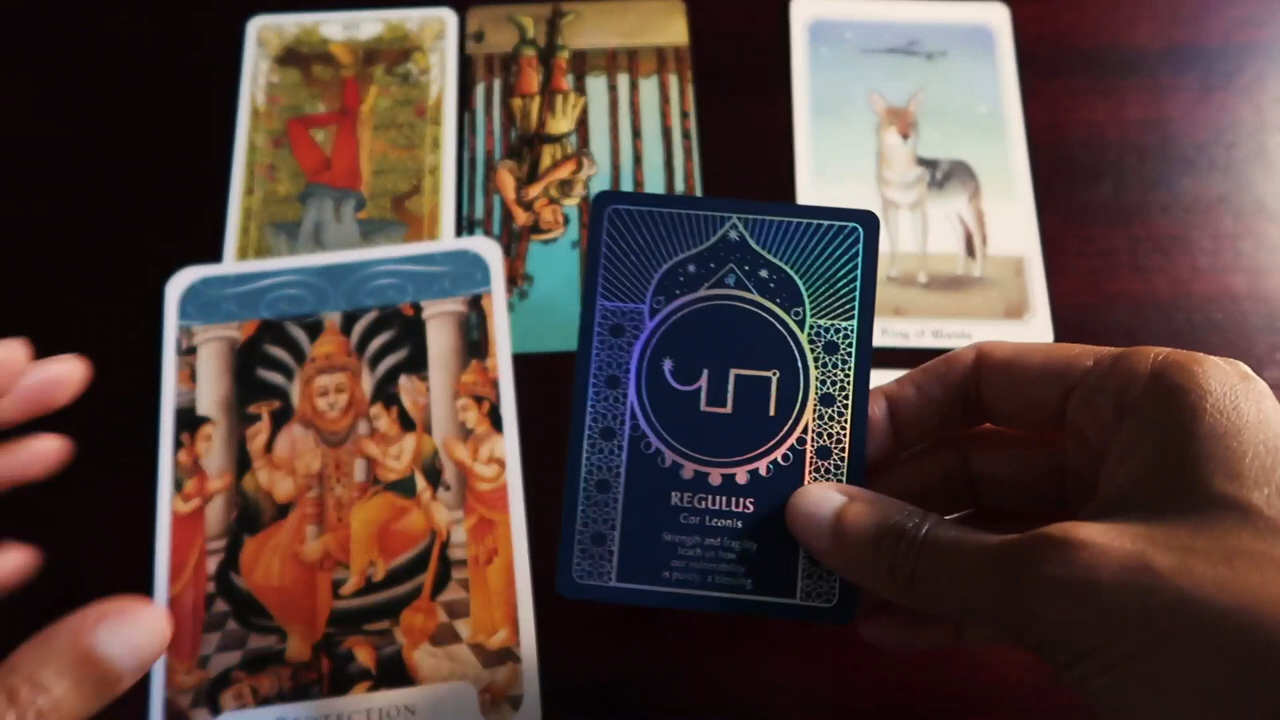 King of Wands
REGULUS
Cor Leonis
Strength and fragility
teach us how
our vulnerability
is purely, a blessing